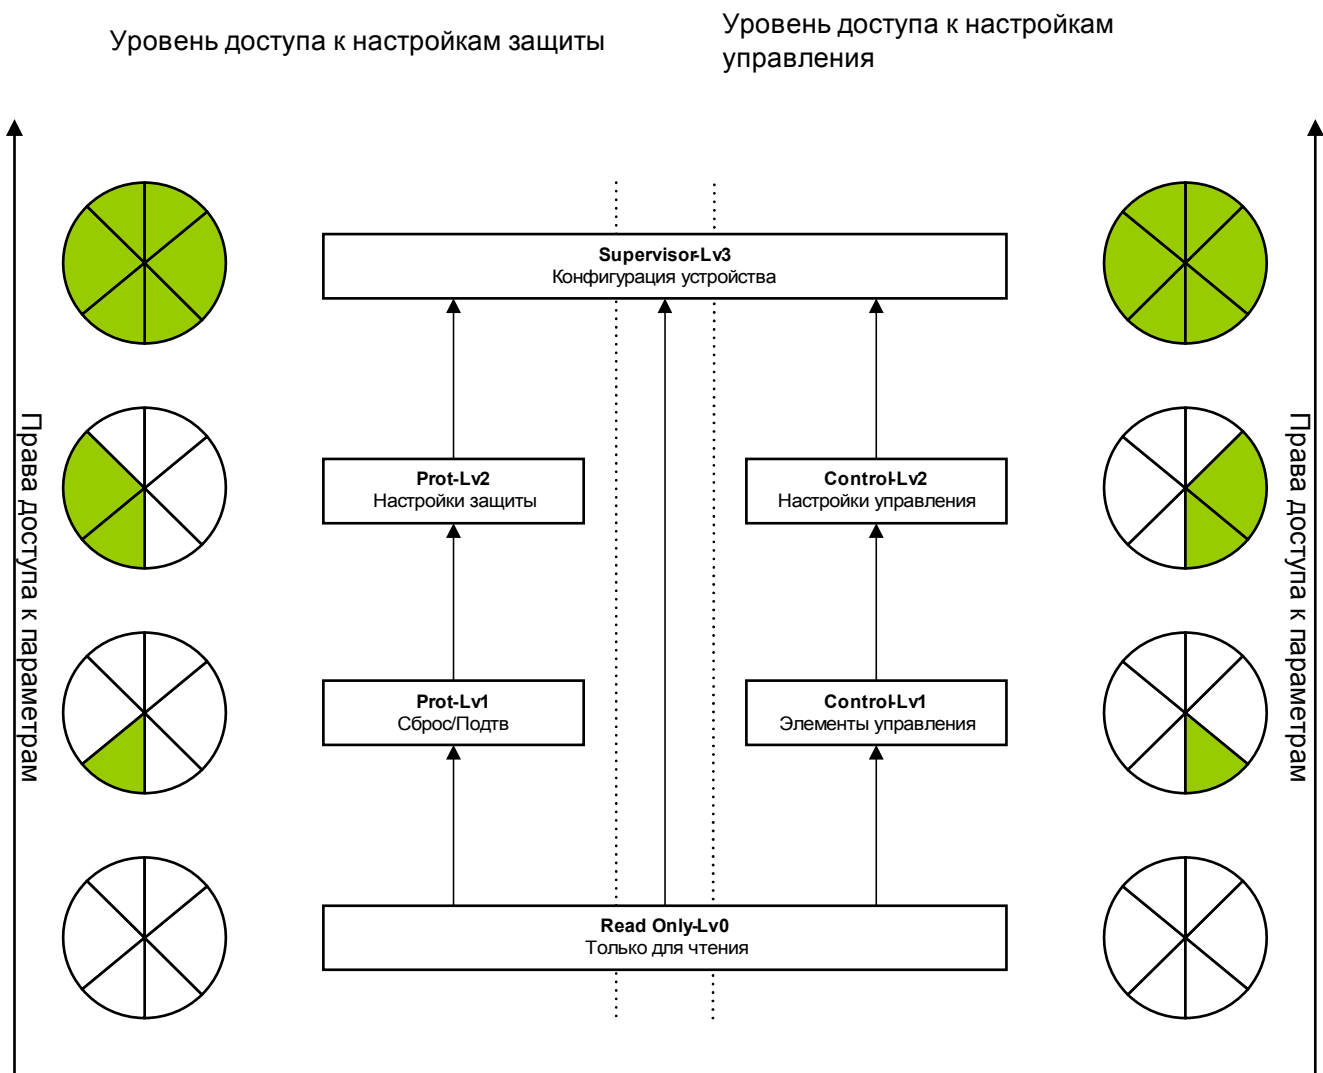 Уровень доступа к настройкам защиты
Уровень доступа к настройкам
управления
Supervisor-Lv3
Конфигурация устройства
Права доступа к параметрам
Prot-Lv2
Настройки защиты
Control-Lv2
Настройки управления
Права доступа к параметрам
Prot-Lv1
Сброс/Подтв
Control-Lv1
Элементы управления
Read Only-Lv0
Только для чтения